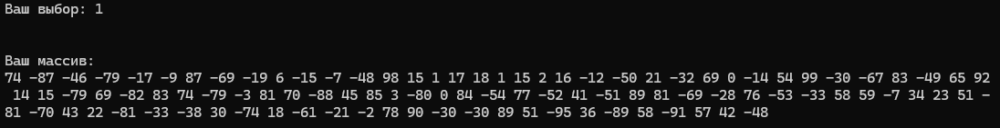 Ваш выбор: 1
Ваш массив:
74 -87 -46 -79 -17 -9 87 -69 -19 6 -15 -7 -48 98 15 1 17 18 1 15 2 16 -12 -50 21 -32 69 0 -14 54 99 -30 -67 83 -49 65 92
14 15 -79 69 -82 83 74 -79 -3 81 70 -88 45 85 3 -80 0 84 -54 77 -52 41 -51 89 81 -69 -28 76 -53 -33 58 59 -7 34 23 51 -
81 -70 43 22 -81 -33 -38 30 -74 18 -61 -21 -2 78 90 -30 -30 89 51 -95 36 -89 58 -91 57 42 -48